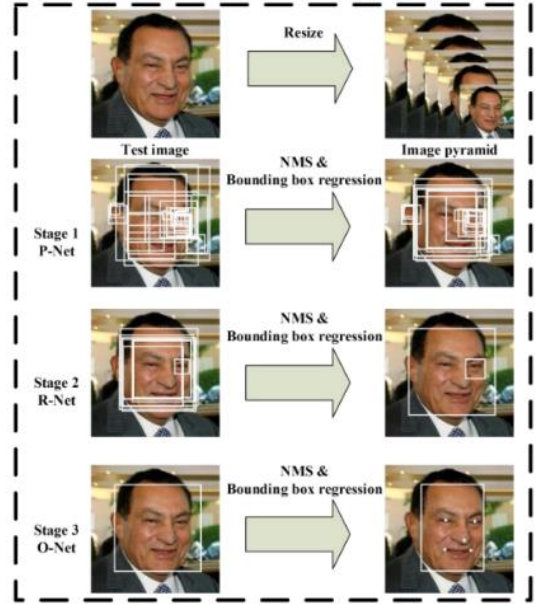 Resize
Test image
Image pyramid
NMS &
Bounding box regression
Stage 1
P-Net
NMS &
Bounding box regression
Stage 2
R-Net
NMS &
Bounding box regression
Stage 3
O-Net